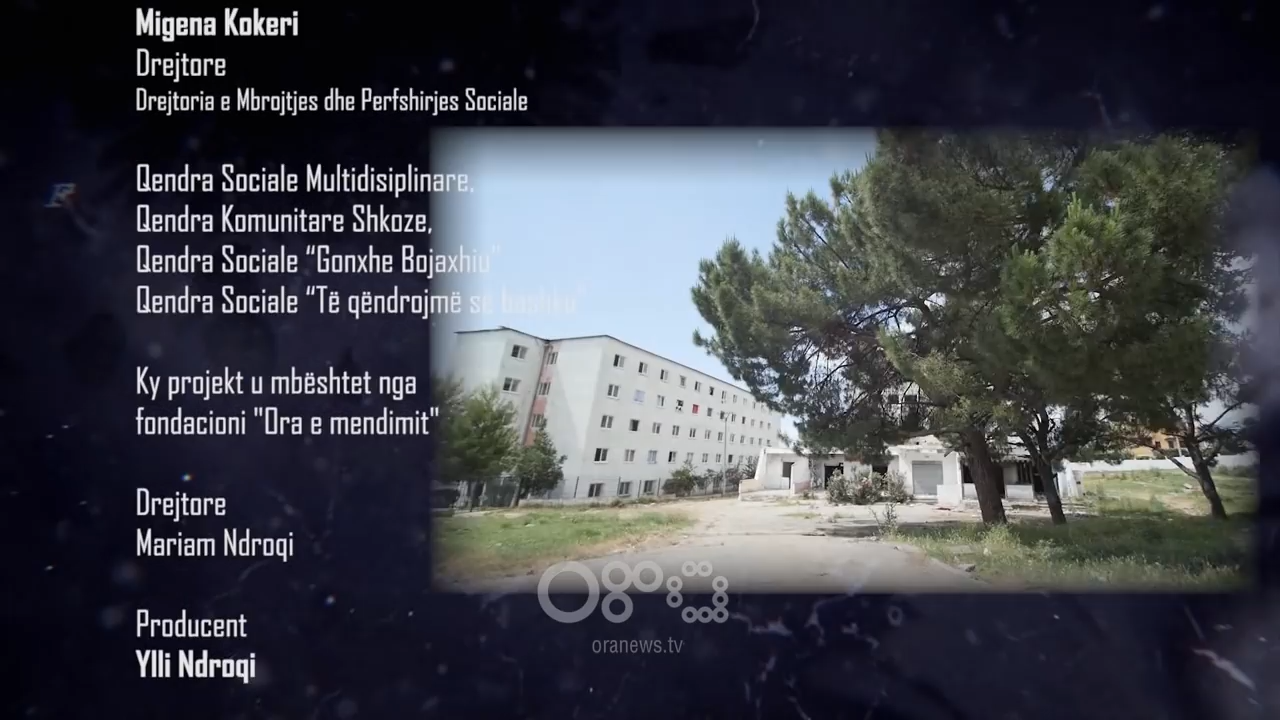 Migena Kokeri
Drejtore
Drejtoria e Mbrojtjes dhe Perfshirjes Sociale
Qendra Sociale Multidisiplinare,
Qendra Komunitare Shkoze,
Qendra Sociale “Gonxhe Bojaxhiu”
Qendra Sociale “Të qëndrojmë së bashku”
Ky projekt u mbështet nga
fondacioni "Ora e mendimit"
Drejtore
Mariam Ndroqi
Producent
Ylli Ndroqi
ora
oranews.tv